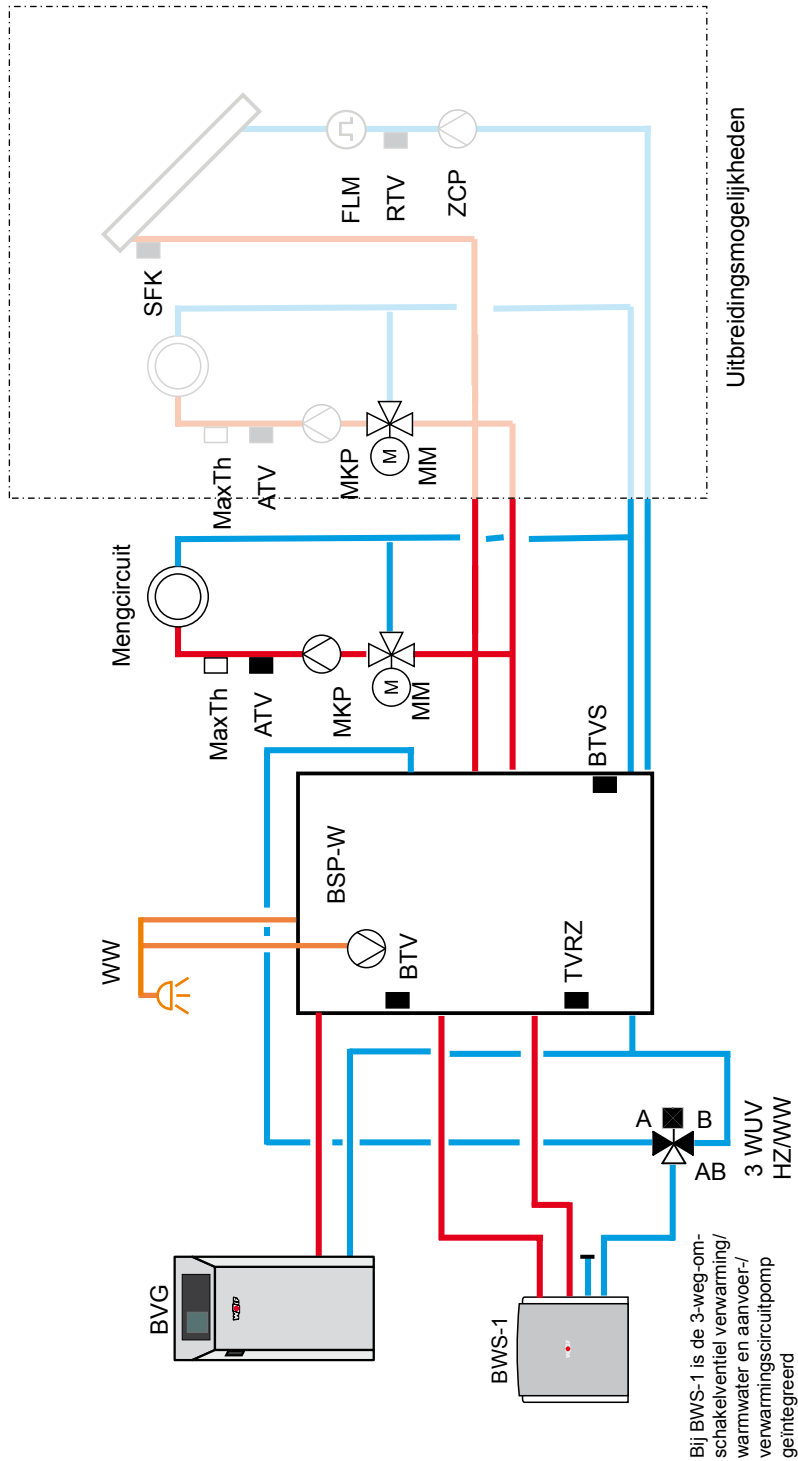 BVG
WOLF
WW
BSP-W
BTV
TVRZ
BTVS
BWS-1
A
B
AB
3 WUV
HZ/WW
Bij BWS-1 is de 3-weg-om-
schakelventiel verwarming/
warmwater en aanvoer-/
verwarmingscircuitpomp
geïntegreerd
Mengcircuit
MaxTh
ATV
MKP
M
MM
MaxTh
ATV
MKP
M
MM
SFK
FLM
RTV
ZCP
Uitbreidingsmogelijkheden